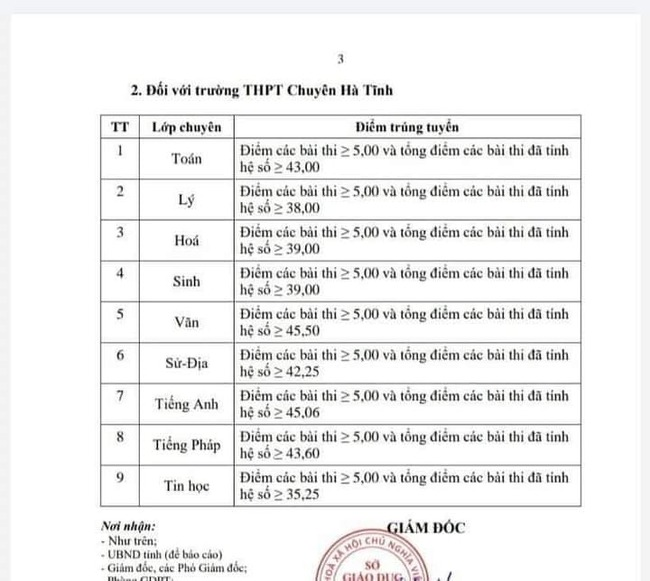 3
2. Đối với trường THPT Chuyên Hà Tĩnh
TT Lớp chuyên Điểm trúng tuyển
1 Toán Điểm các bài thi ≥ 5,00 và tổng điểm các bài thi đã tính
hệ số ≥ 43,00
2 Lý Điểm các bài thi ≥ 5,00 và tổng điểm các bài thi đã tính
hệ số ≥ 38,00
3 Hoá Điểm các bài thi ≥ 5,00 và tổng điểm các bài thi đã tính
hệ số ≥ 39,00
4 Sinh Điểm các bài thi ≥ 5,00 và tổng điểm các bài thi đã tính
hệ số ≥ 39,00
5 Văn Điểm các bài thi ≥ 5,00 và tổng điểm các bài thi đã tính
hệ số ≥ 45,50
6 Sử-Địa Điểm các bài thi ≥ 5,00 và tổng điểm các bài thi đã tính
hệ số ≥ 42,25
7 Tiếng Anh Điểm các bài thi ≥ 5,00 và tổng điểm các bài thi đã tính
hệ số ≥ 45,06
8 Tiếng Pháp Điểm các bài thi ≥ 5,00 và tổng điểm các bài thi đã tính
hệ số ≥ 43,60
9 Tin học Điểm các bài thi ≥ 5,00 và tổng điểm các bài thi đã tính
hệ số ≥ 35,25
Nơi nhận:
- Như trên;
- UBND tỉnh (để báo cáo)
- Giám đốc, các Phó Giám đốc;
GIÁM ĐỐC
XÃ HỘI CHỦ NGHĨA
SỞ
GIÁO DỤC